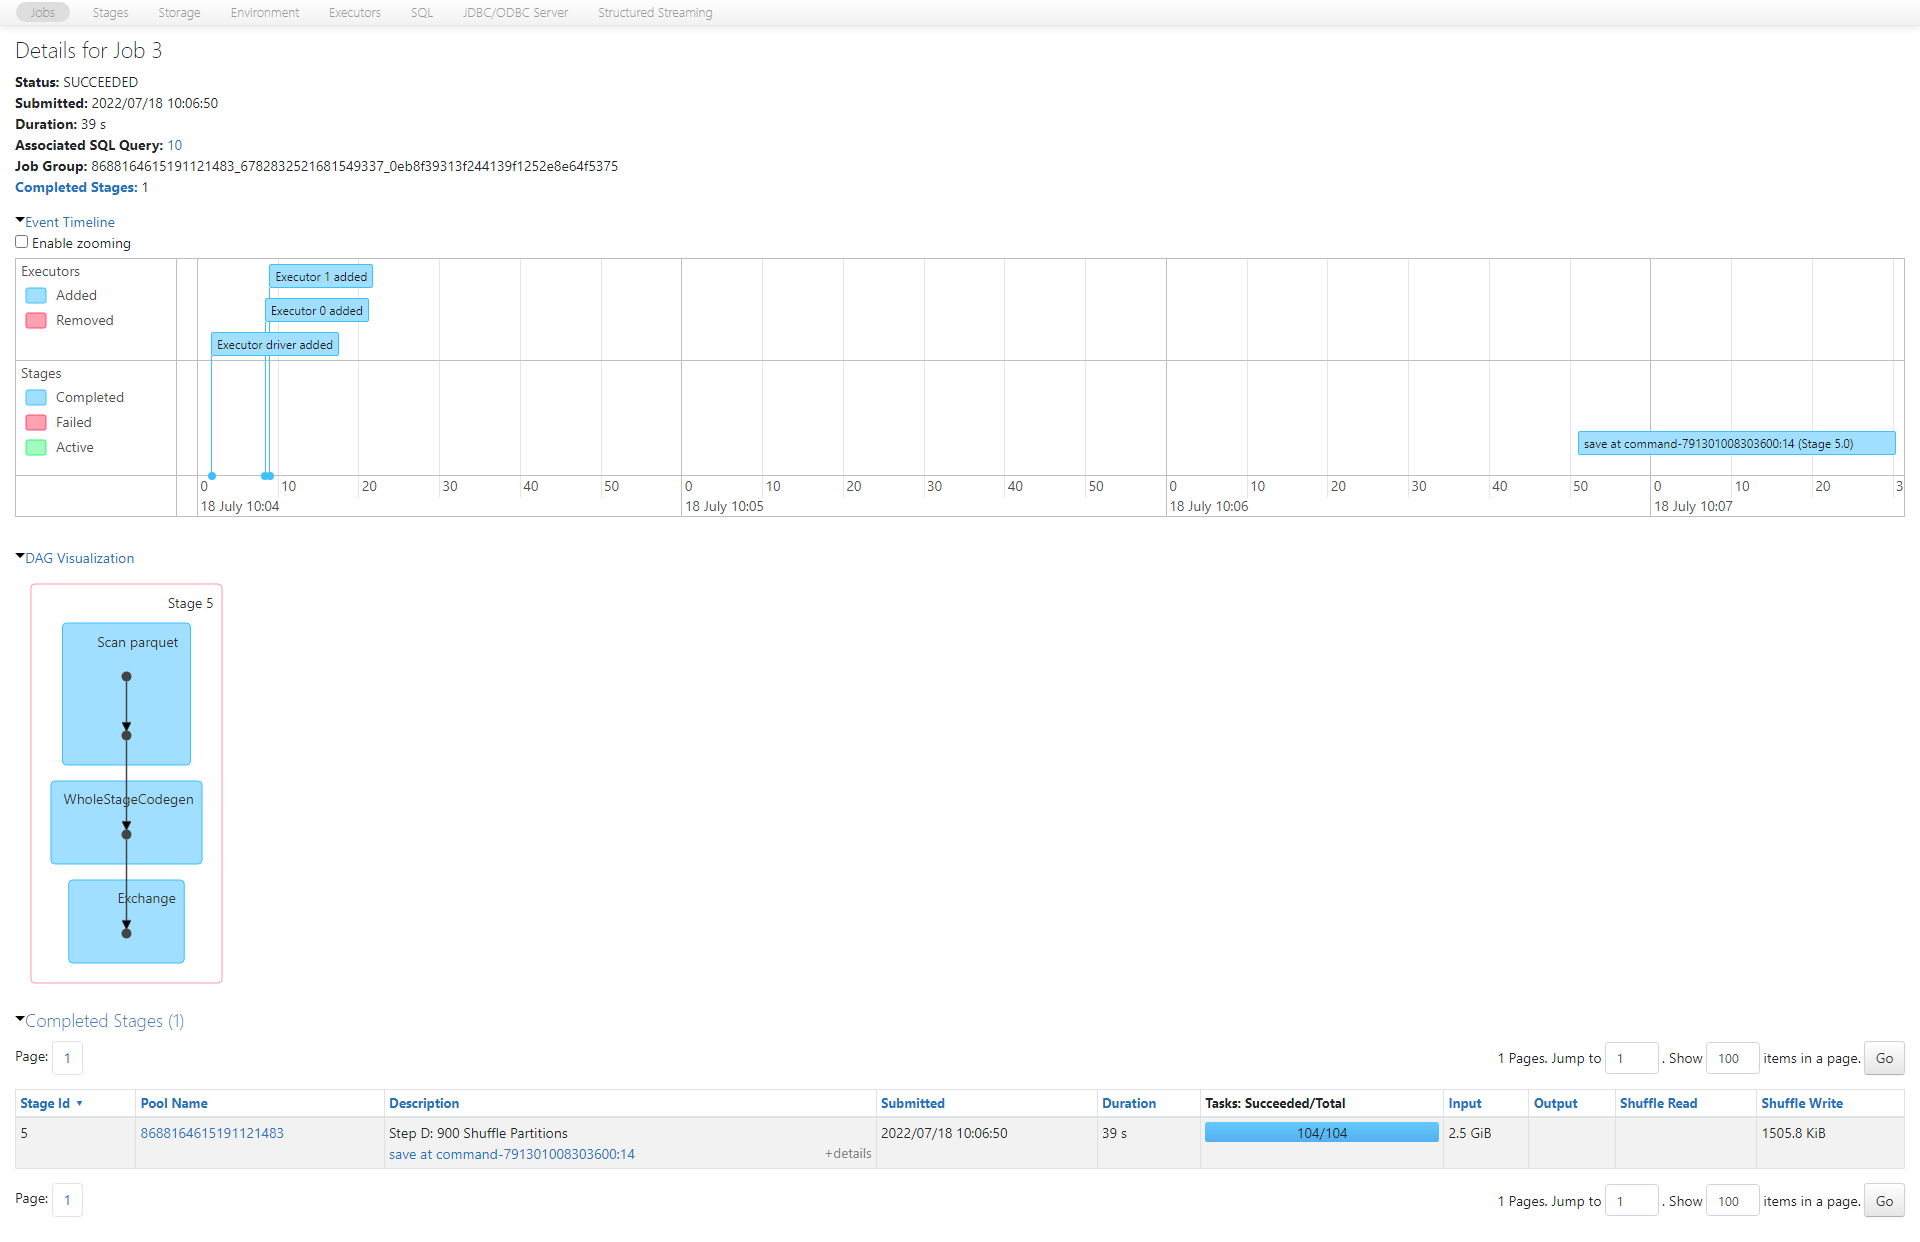 Jobs Stages Storage Environment Executors SQL JDBC/ODBC Server Structured Streaming
Details for Job 3
Status: SUCCEEDED
Submitted: 2022/07/18 10:06:50
Duration: 39 s
Associated SQL Query: 10
Job Group: 8688164615191121483_6782832521681549337_0eb8f39313f244139f1252e8e64f5375
Completed Stages: 1
Event Timeline
Enable zooming
Executors
Added
Removed
Executor 1 added
Executor 0 added
Executor driver added
Stages
Completed
Failed
Active
save at command-791301008303600:14 (Stage 5.0)
0 10 20 30 40 50 0 10 20 30 40 50 0 10 20 30 40 50 0 10 20 3
18 July 10:04 18 July 10:05 18 July 10:06 18 July 10:07
DAG Visualization
Stage 5
Scan parquet
WholeStageCodegen
Exchange
Completed Stages (1)
Page: 1 1 Pages. Jump to 1 . Show 100 items in a page. Go
Stage Id Pool Name Description Submitted Duration Tasks: Succeeded/Total Input Output Shuffle Read Shuffle Write
5 8688164615191121483 Step D: 900 Shuffle Partitions 2022/07/18 10:06:50 39 s 104/104 2.5 GiB 1505.8 KiB
save at command-791301008303600:14 +details
Page: 1 1 Pages. Jump to 1 . Show 100 items in a page. Go